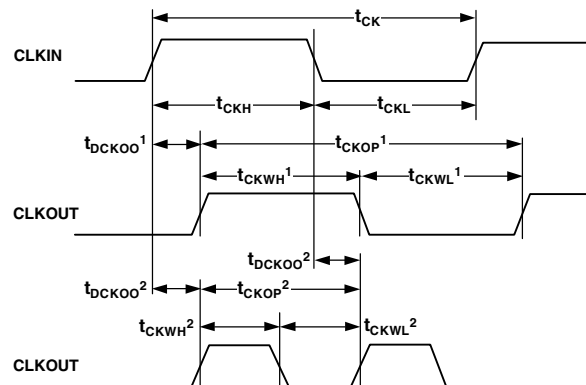 tCK
CLKIN
tCKH
tCKL
tDCKOO1
tCKOP1
tCKWH1
tCKWL1
CLKOUT
tDCKOO2
tDCKOO2
tCKOP2
tCKWH2
tCKWL2
CLKOUT